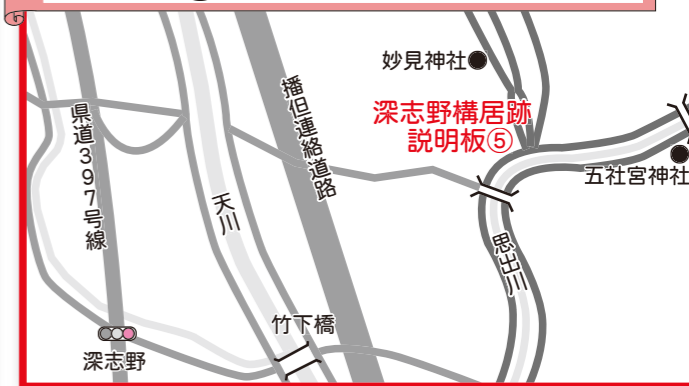 妙見神社
深志野構居跡
説明板⑤
五社宮神社
播但連絡道路
県道397号線
天川
思出川
竹下橋
深志野